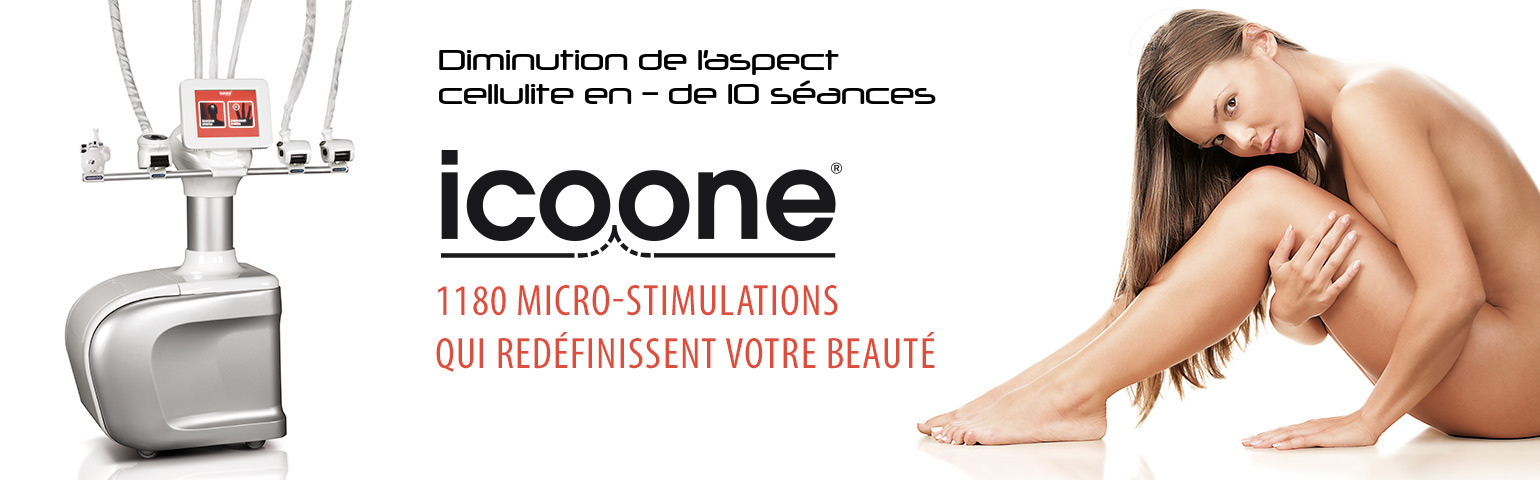 Diminution de l'aspect
cellulite en - de 10 séances
icoone®
1180 MICRO-STIMULATIONS
QUI REDÉFINISSENT VOTRE BEAUTÉ